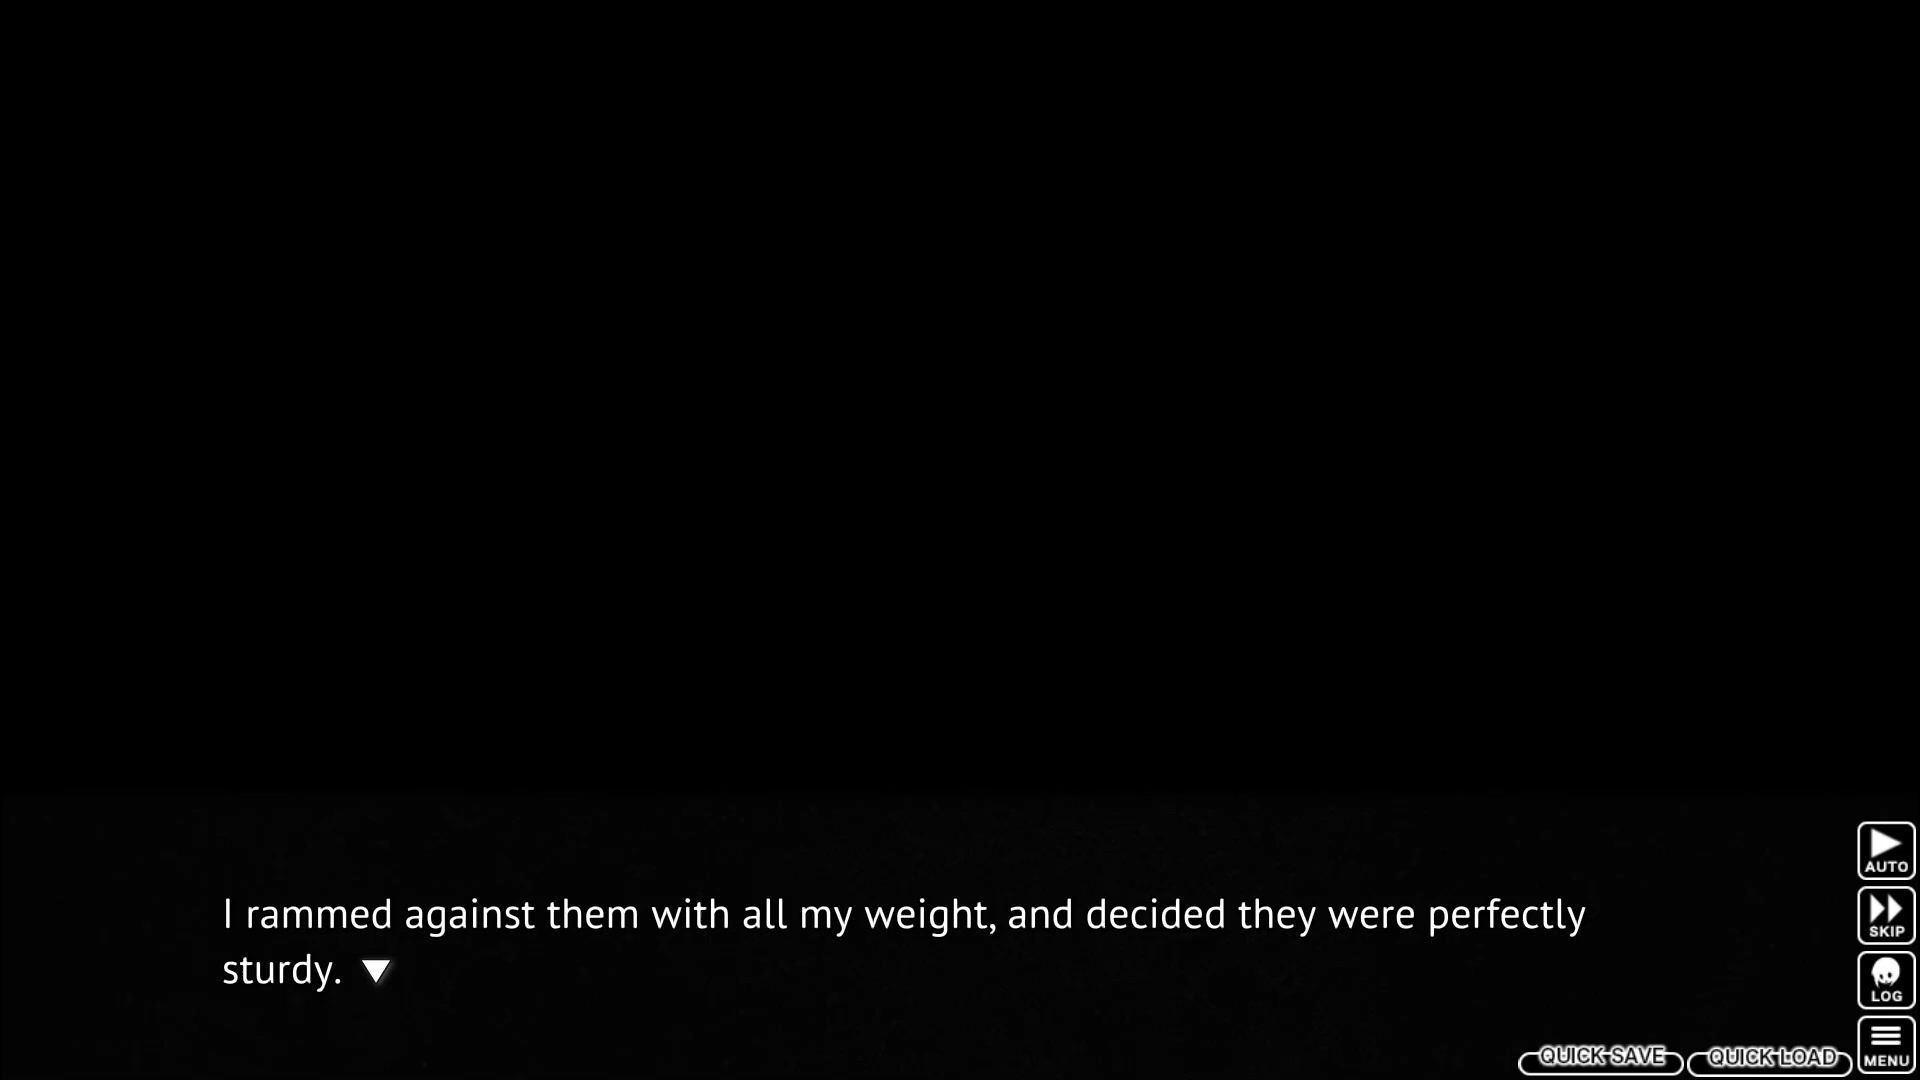 I rammed against them with all my weight, and decided they were perfectly
sturdy.
AUTO
SKIP
LOG
MENU
QUICK SAVE
QUICK LOAD